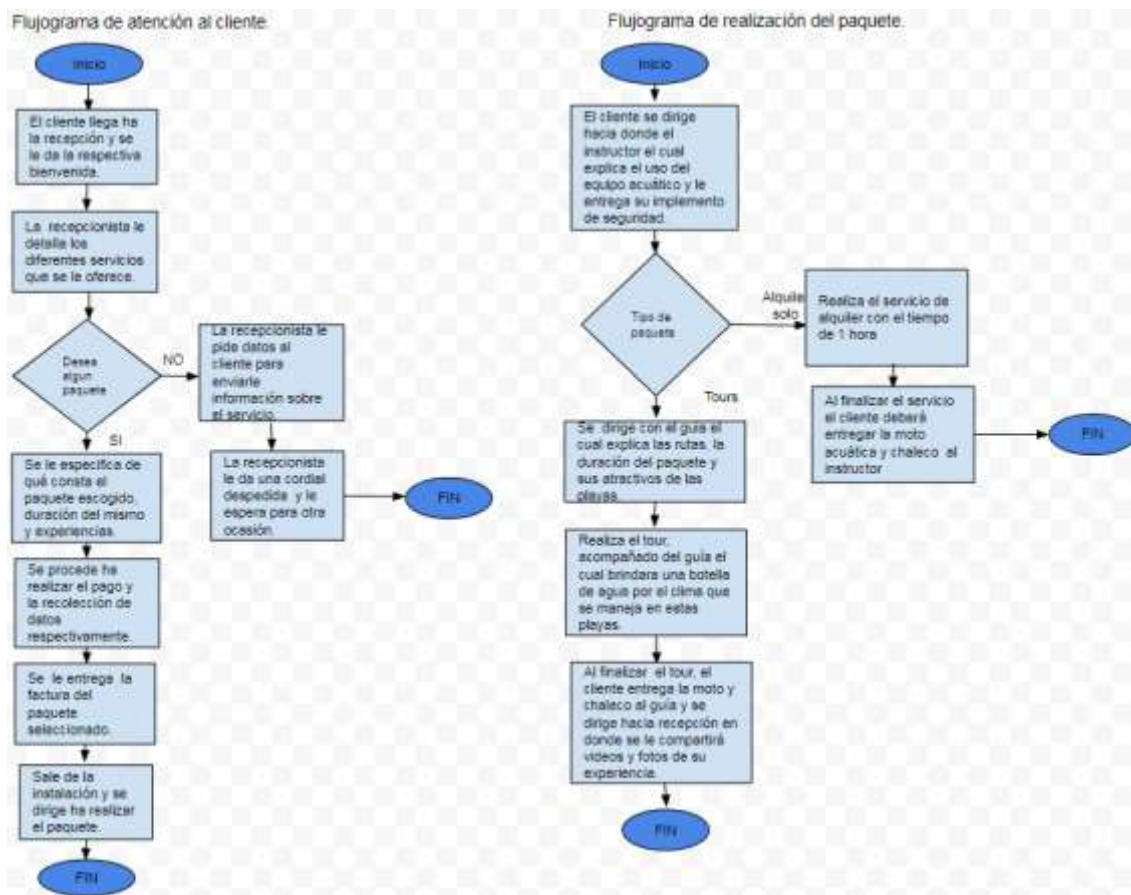 Flujograma de atención al cliente.
Inicio
El cliente llega ha
la recepción y se
le da la respectiva
bienvenida.
La recepcionista le
detalla los
diferentes servicios
que se le oferece.
Desea
algun
paquete
NO
La recepcionista le
pide datos al
cliente para
enviarle
información sobre
el servicio.
La recepcionista
le da una cordial
despedida y le
espera para otra
ocasión.
FIN
SI
Se le especifica de
qué consta el
paquete escogido,
duración del mismo
y experiencias.
Se procede ha
realizar el pago y
la recolección de
datos
respectivamente.
Se le entrega la
factura del
paquete
seleccionado.
Sale de la
instalación y se
dirige ha realizar
el paquete.
FIN
Flujograma de realización del paquete.
Inicio
El cliente se dirige
hacia donde el
instructor el cual
explica el uso del
equipo acuático y le
entrega su implemento
de seguridad.
Tipo de
paquete
Alquile
solo
Realiza el servicio de
alquiler con el tiempo
de 1 hora
Al finalizar el servicio
el cliente deberá
entregar la moto
acuática y chaleco al
instructor
FIN
Tours
Se dirige con el guia el
cual explica las rutas, la
duración del paquete y
sus atractivos de las
playas.
Realiza el tour,
acompañado del guía el
cual brindara una botella
de agua por el clima que
se maneja en estas
playas.
Al finalizar el tour, el
cliente entrega la moto y
chaleco al guía y se
dirige hacia recepción en
donde se le compartirá
videos y fotos de su
experiencia.
FIN